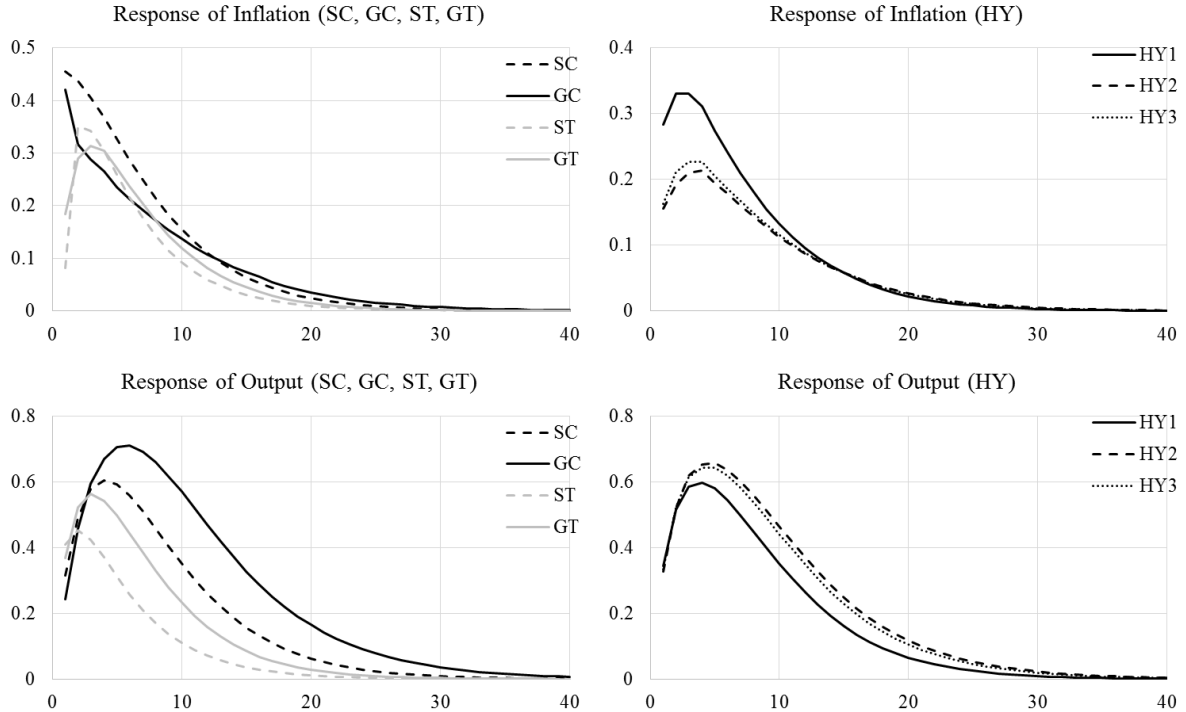 Response of Inflation (SC, GC, ST, GT)
0.5
0.4
0.3
0.2
0.1
0
0
10
20
30
40
SC
GC
ST
GT
Response of Inflation (HY)
0.4
0.3
0.2
0.1
0
0
10
20
30
40
HY1
HY2
HY3
Response of Output (SC, GC, ST, GT)
0.8
0.6
0.4
0.2
0
0
10
20
30
40
SC
GC
ST
GT
Response of Output (HY)
0.8
0.6
0.4
0.2
0
0
10
20
30
40
HY1
HY2
HY3